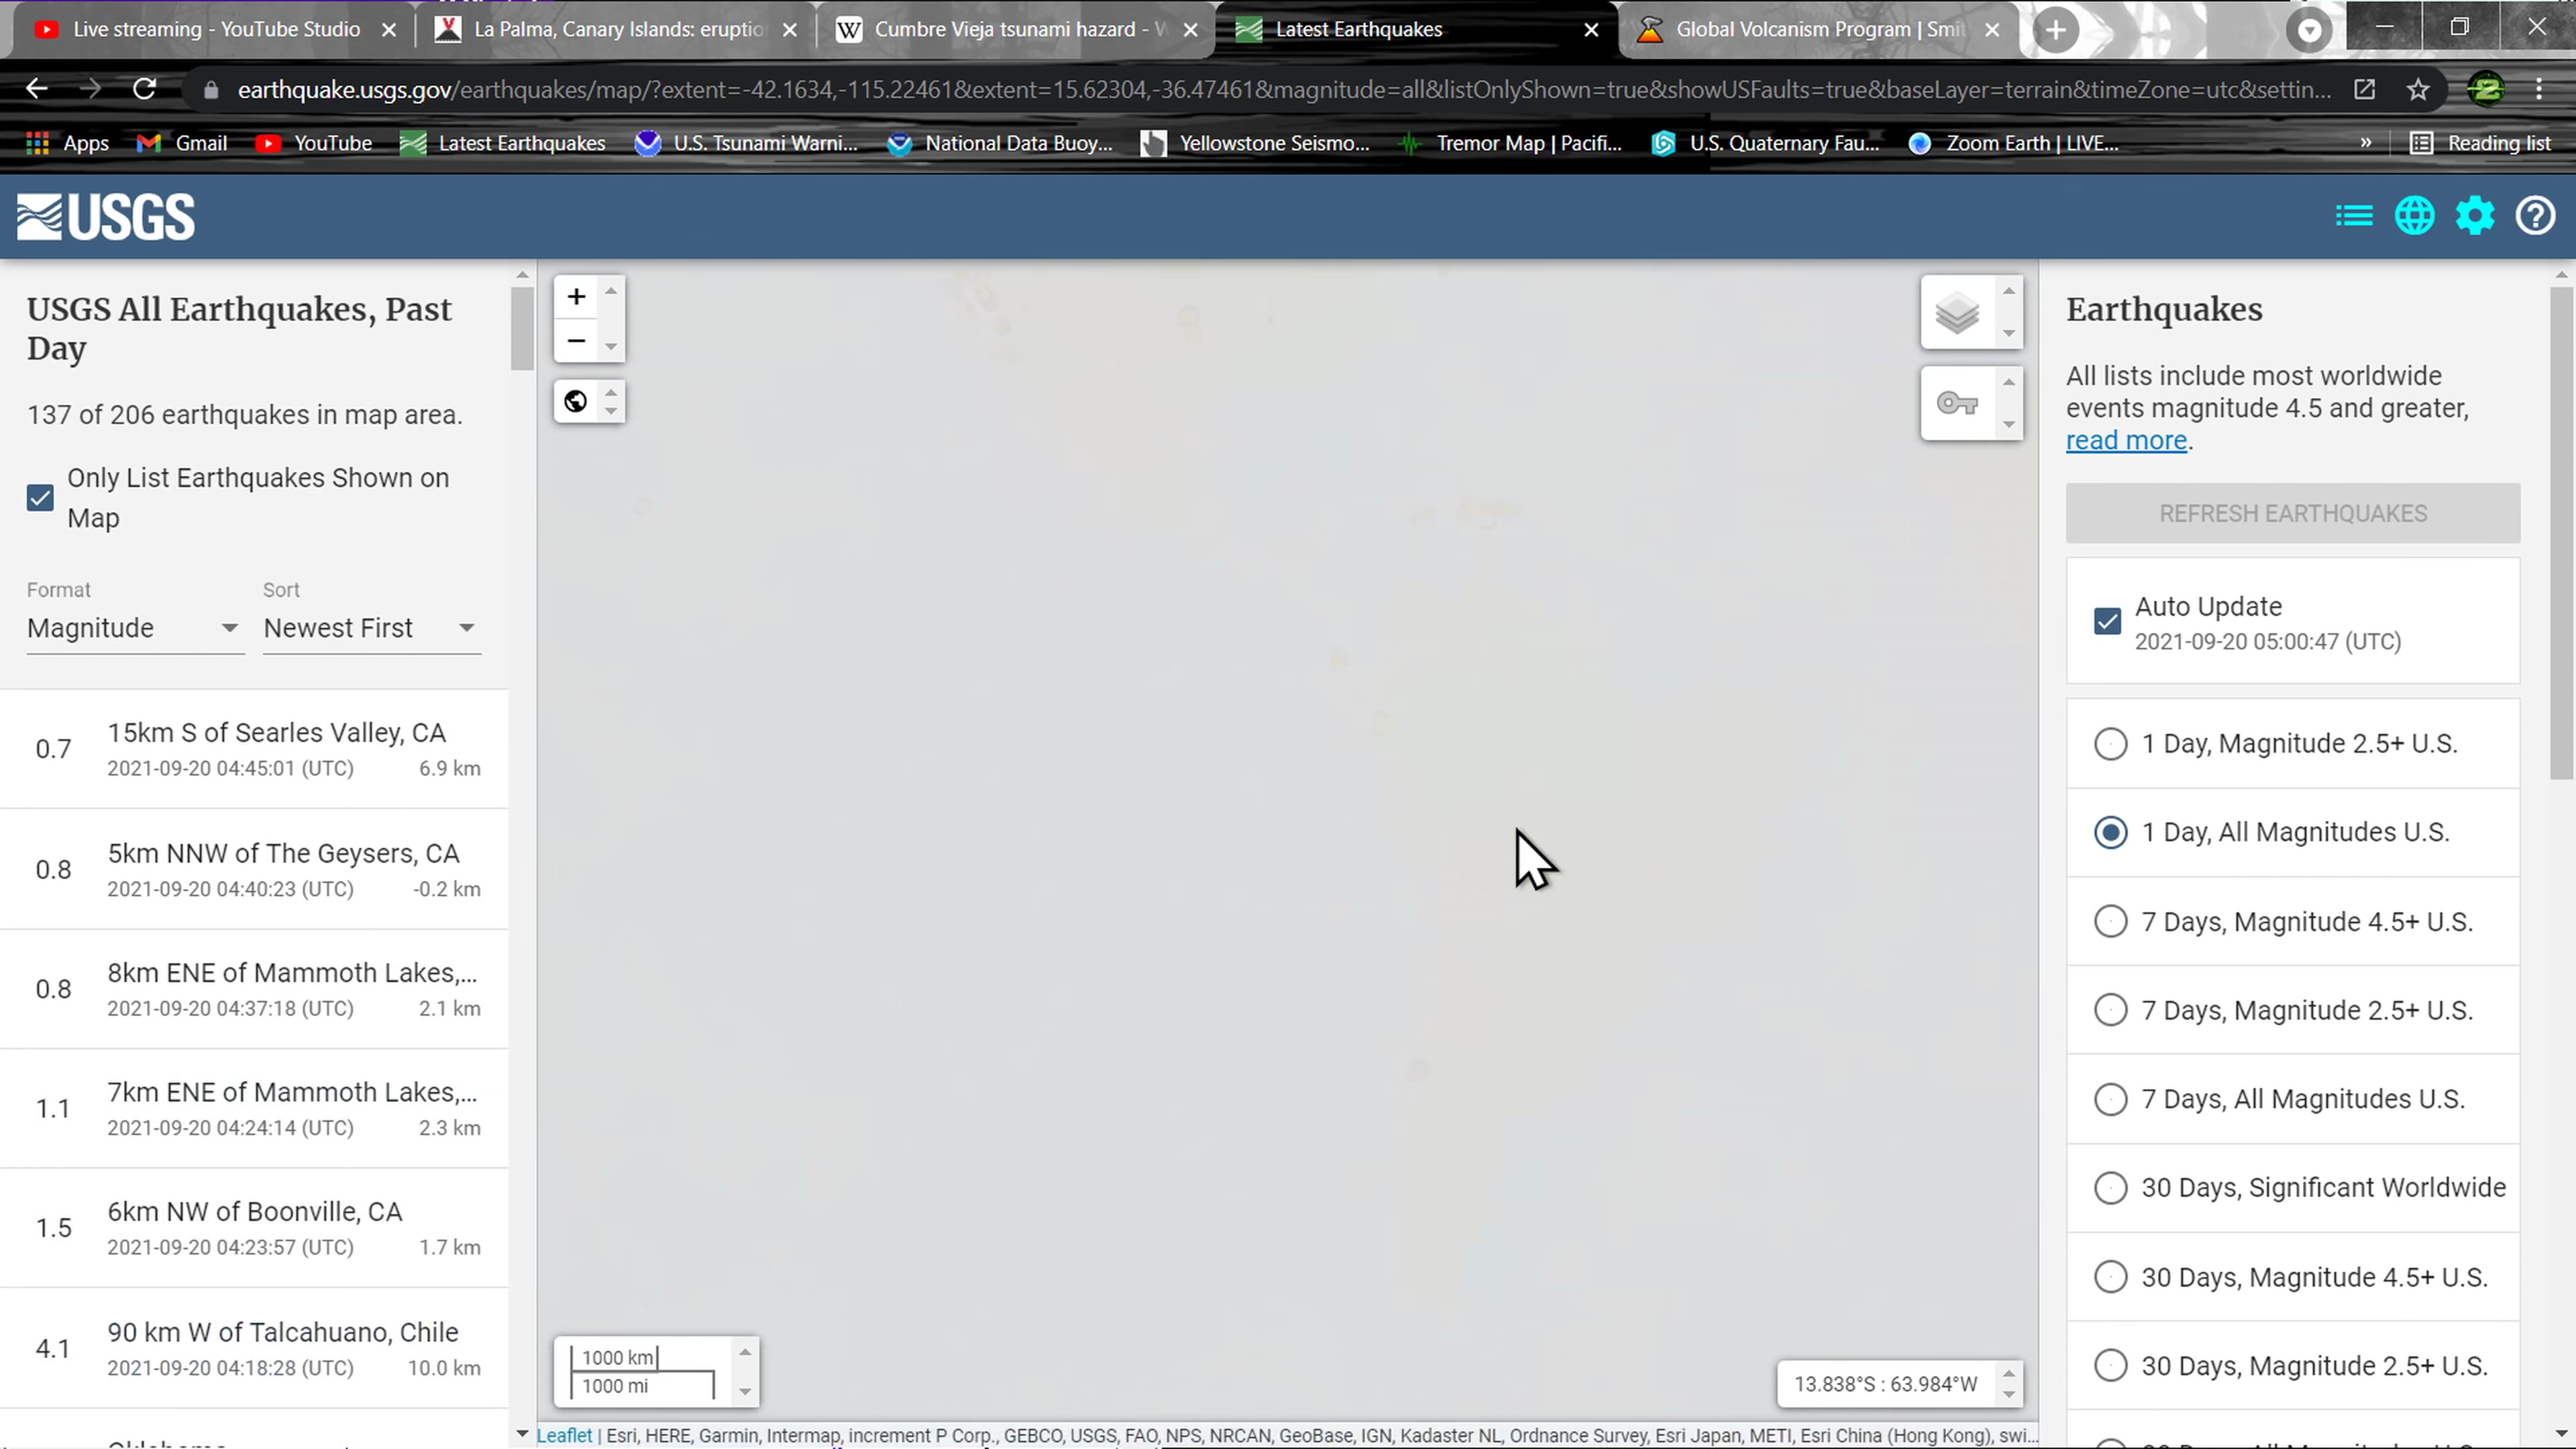 Live streaming - YouTube Studio
La Palma, Canary Islands: eruptio
Cumbre Vieja tsunami hazard - W
Latest Earthquakes
Global Volcanism Program | Smit
earthquake.usgs.gov/earthquakes/map/?extent=-42.1634,-115.22461&extent=15.62304,-36.47461&magnitude=all&listOnlyShown=true&showUSFaults=true&baseLayer=terrain&timeZone=utc&settin...
Apps
Gmail
YouTube
Latest Earthquakes
U.S. Tsunami Warni...
National Data Buoy...
Yellowstone Seismo...
Tremor Map | Pacifi...
U.S. Quaternary Fau...
Zoom Earth | LIVE...
»
Reading list
USGS
USGS All Earthquakes, Past
Day
137 of 206 earthquakes in map area.
Only List Earthquakes Shown on
Map
Format
Sort
Magnitude
Newest First
0.7
15km S of Searles Valley, CA
2021-09-20 04:45:01 (UTC) 6.9 km
0.8
5km NNW of The Geysers, CA
2021-09-20 04:40:23 (UTC) -0.2 km
0.8
8km ENE of Mammoth Lakes,...
2021-09-20 04:37:18 (UTC) 2.1 km
1.1
7km ENE of Mammoth Lakes,...
2021-09-20 04:24:14 (UTC) 2.3 km
1.5
6km NW of Boonville, CA
2021-09-20 04:23:57 (UTC) 1.7 km
4.1
90 km W of Talcahuano, Chile
2021-09-20 04:18:28 (UTC) 10.0 km
+
−
1000 km
1000 mi
13.838°S : 63.984°W
Leaflet | Esri, HERE, Garmin, Intermap, increment P Corp., GEBCO, USGS, FAO, NPS, NRCAN, GeoBase, IGN, Kadaster NL, Ordnance Survey, Esri Japan, METI, Esri China (Hong Kong), swi...
Earthquakes
All lists include most worldwide
events magnitude 4.5 and greater,
read more.
REFRESH EARTHQUAKES
Auto Update
2021-09-20 05:00:47 (UTC)
1 Day, Magnitude 2.5+ U.S.
1 Day, All Magnitudes U.S.
7 Days, Magnitude 4.5+ U.S.
7 Days, Magnitude 2.5+ U.S.
7 Days, All Magnitudes U.S.
30 Days, Significant Worldwide
30 Days, Magnitude 4.5+ U.S.
30 Days, Magnitude 2.5+ U.S.